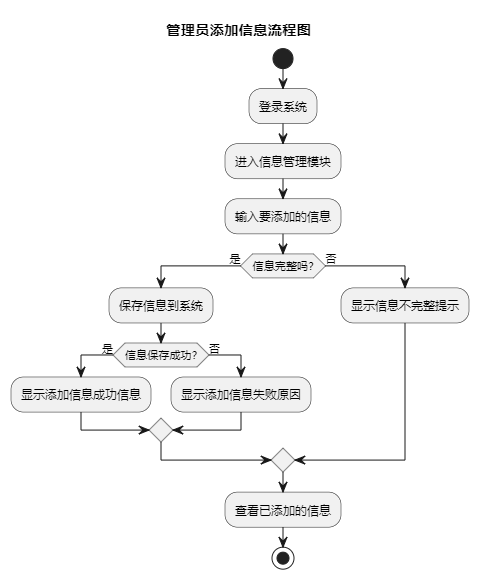 管理员添加信息流程图
登录系统
进入信息管理模块
输入要添加的信息
是
信息完整吗?
否
保存信息到系统
显示信息不完整提示
是
信息保存成功?
否
显示添加信息成功信息
显示添加信息失败原因
查看已添加的信息